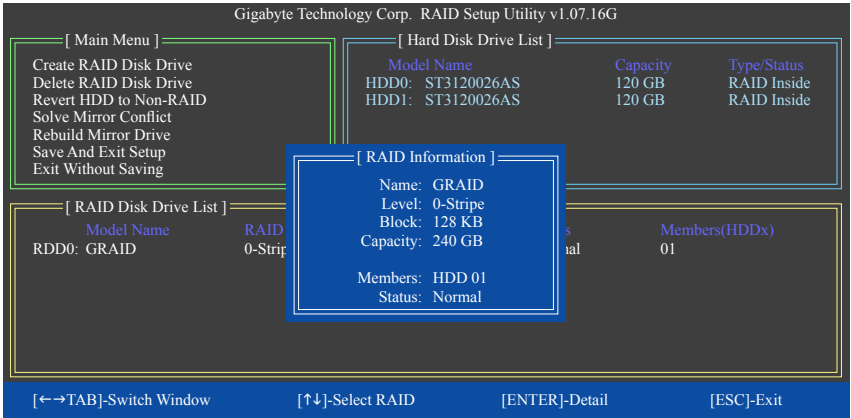 Gigabyte Technology Corp. RAID Setup Utility v1.07.16G
[ Main Menu ]
Create RAID Disk Drive
Delete RAID Disk Drive
Revert HDD to Non-RAID
Solve Mirror Conflict
Rebuild Mirror Drive
Save And Exit Setup
Exit Without Saving
[ Hard Disk Drive List ]
Model Name Capacity Type/Status
HDD0: ST3120026AS 120 GB RAID Inside
HDD1: ST3120026AS 120 GB RAID Inside
[ RAID Information ]
Name: GRAID
Level: 0-Stripe
Block: 128 KB
Capacity: 240 GB
Members: HDD 01
Status: Normal
[ RAID Disk Drive List ]
Model Name RAID Members(HDDx)
RDD0: GRAID 01
[←→TAB]-Switch Window [↑↓]-Select RAID [ENTER]-Detail [ESC]-Exit